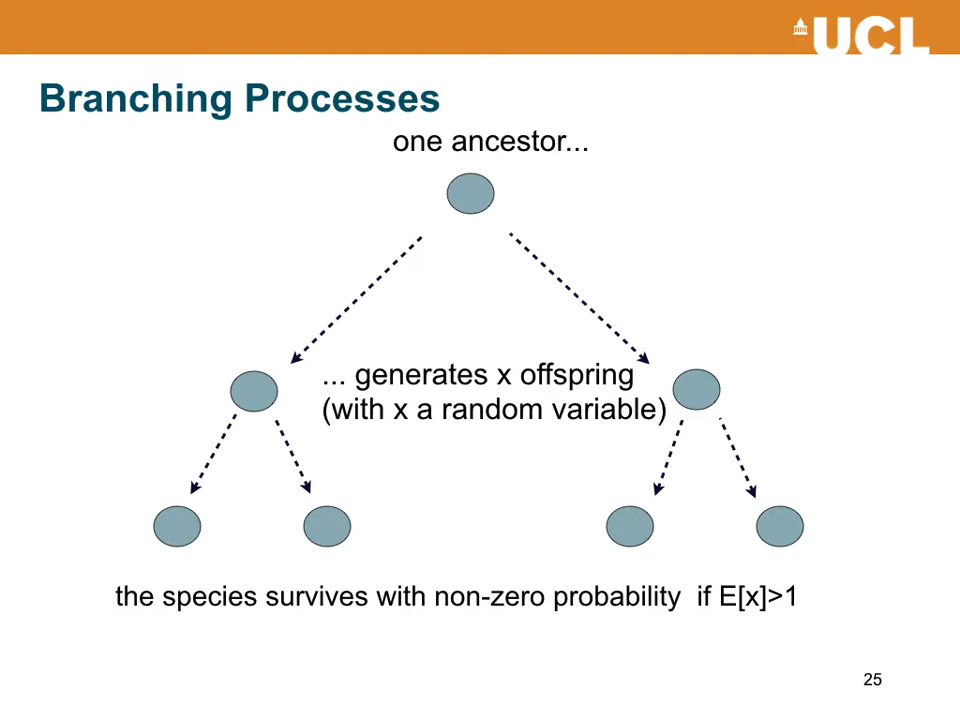 UCL
Branching Processes
one ancestor...
... generates x offspring
(with x a random variable)
the species survives with non-zero probability  if E[x]>1
25